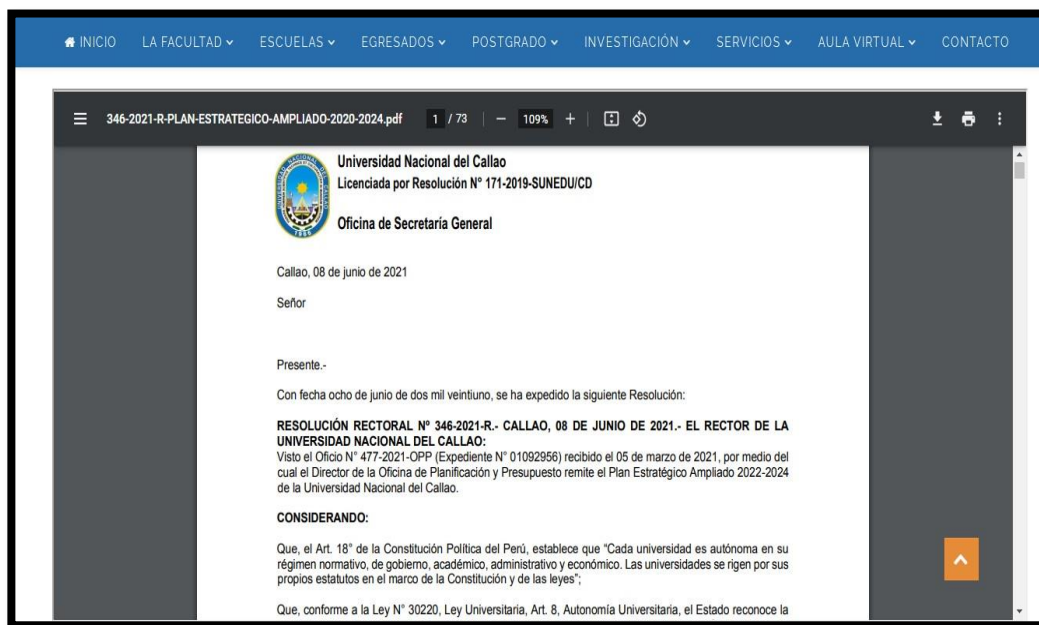 INICIO LA FACULTAD ESCUELAS EGRESADOS POSTGRADO INVESTIGACIÓN SERVICIOS AULA VIRTUAL CONTACTO
346-2021-R-PLAN-ESTRATEGICO-AMPLIADO-2020-2024.pdf 1 / 73 − 109% +
Universidad Nacional del Callao
Licenciada por Resolución N° 171-2019-SUNEDU/CD
Oficina de Secretaría General
Callao, 08 de junio de 2021
Señor
Presente.-
Con fecha ocho de junio de dos mil veintiuno, se ha expedido la siguiente Resolución:
RESOLUCIÓN RECTORAL Nº 346-2021-R.- CALLAO, 08 DE JUNIO DE 2021.- EL RECTOR DE LA
UNIVERSIDAD NACIONAL DEL CALLAO:
Visto el Oficio N° 477-2021-OPP (Expediente N° 01092956) recibido el 05 de marzo de 2021, por medio del
cual el Director de la Oficina de Planificación y Presupuesto remite el Plan Estratégico Ampliado 2022-2024
de la Universidad Nacional del Callao.
CONSIDERANDO:
Que, el Art. 18° de la Constitución Política del Perú, establece que “Cada universidad es autónoma en su
régimen normativo, de gobierno, académico, administrativo y económico. Las universidades se rigen por sus
propios estatutos en el marco de la Constitución y de las leyes”;
Que, conforme a la Ley N° 30220, Ley Universitaria, Art. 8, Autonomía Universitaria, el Estado reconoce la